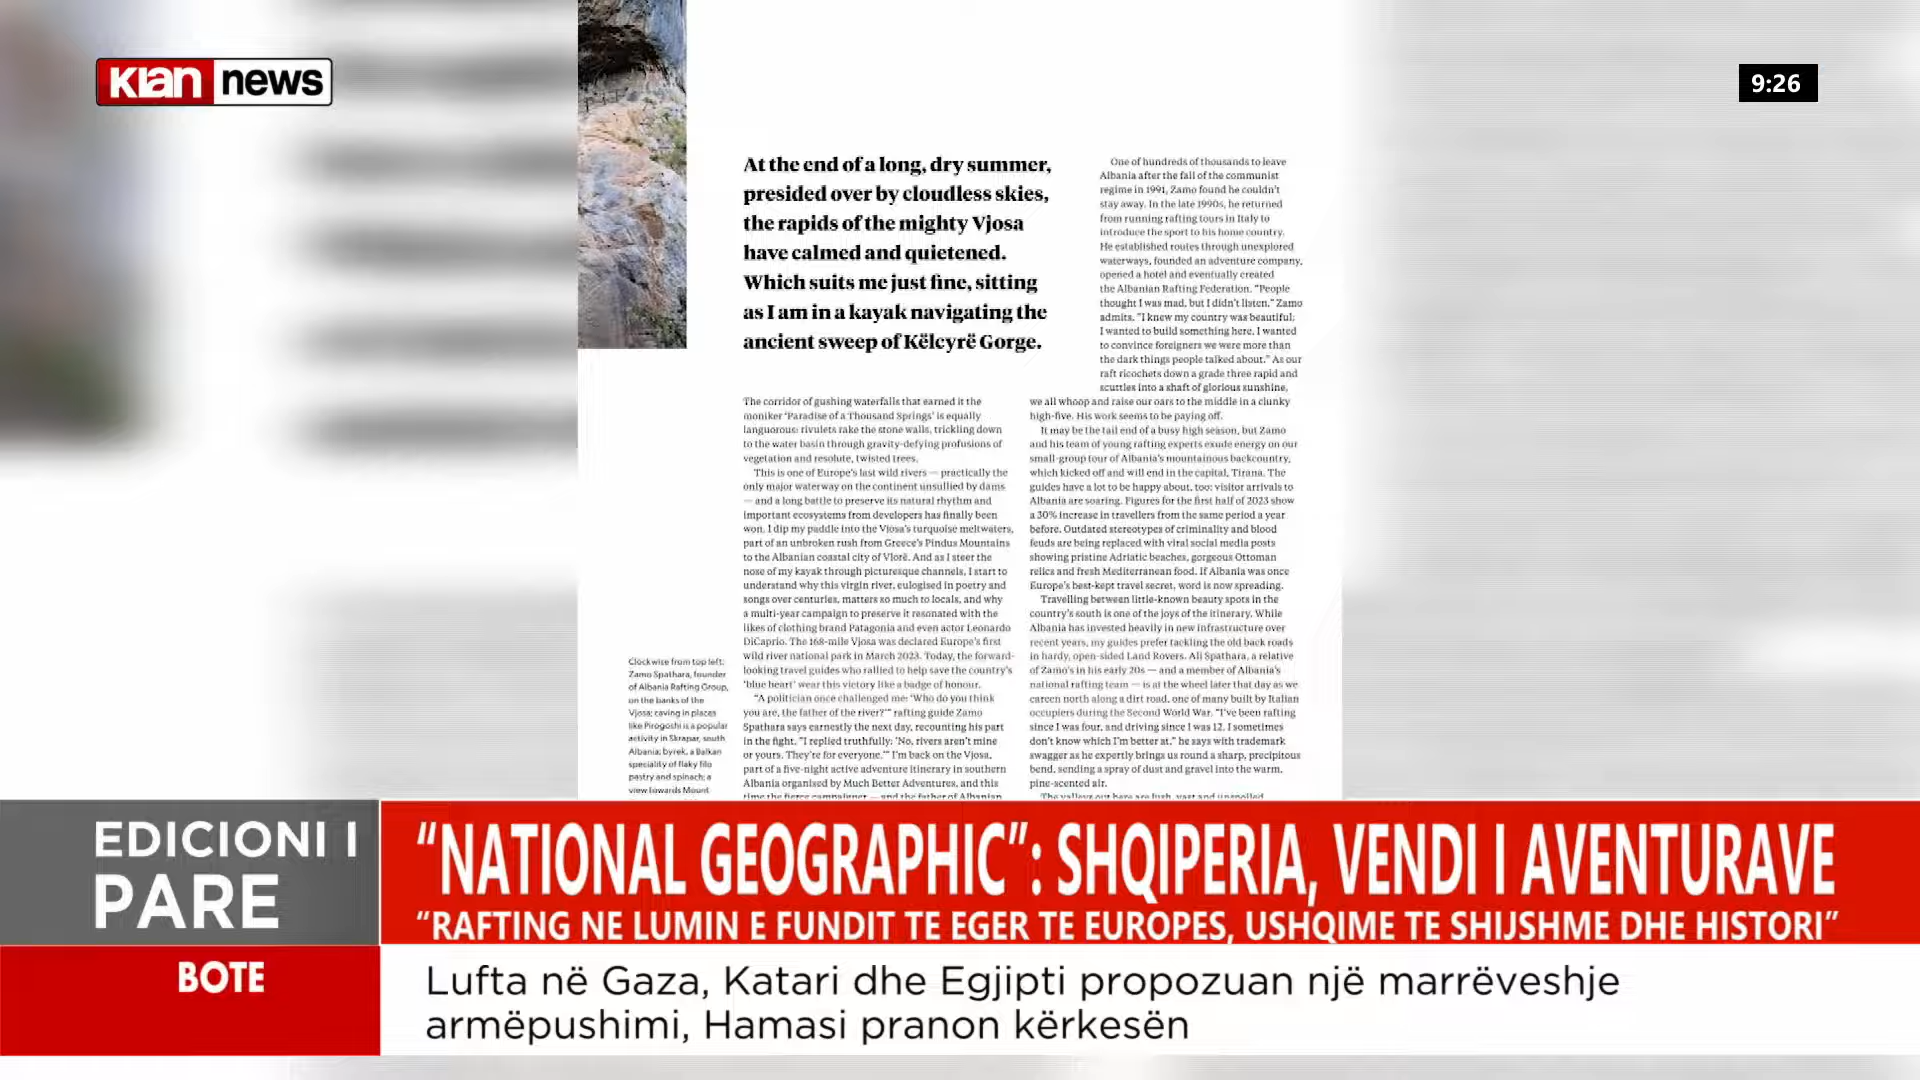 Klan news
9:26
At the end of a long, dry summer,
presided over by cloudless skies,
the rapids of the mighty Vjosa
have calmed and quietened.
Which suits me just fine, sitting
as I am in a kayak navigating the
ancient sweep of Këlcyrë Gorge.
The corridor of gushing waterfalls that earned it the
moniker ‘Paradise of a Thousand Springs’ is equally
languorous: rivulets rake the stone walls, trickling down
to the water basin through gravity-defying profusions of
vegetation and resolute, twisted trees.
This is one of Europe’s last wild rivers — practically the
only major waterway on the continent unsullied by dams
— and a long battle to preserve its natural rhythm and
important ecosystems from developers has finally been
won. I dip my paddle into the Vjosa’s turquoise meltwaters,
part of an unbroken rush from Greece’s Pindus Mountains
to the Albanian coastal city of Vlorë. And as I steer the
nose of my kayak through picturesque channels, I start to
understand why this virgin river, eulogised in poetry and
songs over centuries, matters so much to locals, and why
a multi-year campaign to preserve it resonated with the
likes of clothing brand Patagonia and even actor Leonardo
DiCaprio. The 168-mile Vjosa was declared Europe’s first
wild river national park in March 2023. Today, the forward-
looking travel guides who rallied to help save the country’s
‘blue heart’ wear this victory like a badge of honour.
“A politician once challenged me: ‘Who do you think
you are, the father of the river?’” rafting guide Zamo
Spathara says earnestly the next day, recounting his part
in the fight. “I replied truthfully: ‘No, rivers aren’t mine
or yours. They’re for everyone.’” I’m back on the Vjosa,
part of a five-night active adventure itinerary in southern
Albania organised by Much Better Adventures, and this
time the fierce campaigner — and the father of Albanian
One of hundreds of thousands to leave
Albania after the fall of the communist
regime in 1991, Zamo found he couldn’t
stay away. In the late 1990s, he returned
from running rafting tours in Italy to
introduce the sport to his home country.
He established routes through unexplored
waterways, founded an adventure company,
opened a hotel and eventually created
the Albanian Rafting Federation. “People
thought I was mad, but I didn’t listen,” Zamo
admits. “I knew my country was beautiful;
I wanted to build something here. I wanted
to convince foreigners we were more than
the dark things people talked about.” As our
raft ricochets down a grade three rapid and
scuttles into a shaft of glorious sunshine,
we all whoop and raise our oars to the middle in a clunky
high-five. His work seems to be paying off.
It may be the tail end of a busy high season, but Zamo
and his team of young rafting experts exude energy on our
small-group tour of Albania’s mountainous backcountry,
which kicked off and will end in the capital, Tirana. The
guides have a lot to be happy about, too: visitor arrivals to
Albania are soaring. Figures for the first half of 2023 show
a 30% increase in travellers from the same period a year
before. Outdated stereotypes of criminality and blood
feuds are being replaced with viral social media posts
showing pristine Adriatic beaches, gorgeous Ottoman
relics and fresh Mediterranean food. If Albania was once
Europe’s best-kept travel secret, word is now spreading.
Travelling between little-known beauty spots in the
country’s south is one of the joys of the itinerary. While
Albania has invested heavily in new infrastructure over
recent years, my guides prefer tackling the old back roads
in hardy, open-sided Land Rovers. Ali Spathara, a relative
of Zamo’s in his early 20s — and a member of Albania’s
national rafting team — is at the wheel later that day as we
careen north along a dirt road, one of many built by Italian
occupiers during the Second World War. “I’ve been rafting
since I was four, and driving since I was 12. I sometimes
don’t know which I’m better at,” he says with trademark
swagger as he expertly brings us round a sharp, precipitous
bend, sending a spray of dust and gravel into the warm,
pine-scented air.
The valleys out here are lush, vast and unspoiled
Clockwise from top left:
Zamo Spathara, founder
of Albania Rafting Group,
on the banks of the
Vjosa; caving in places
like Pirogoshi is a popular
activity in Skrapar, south
Albania; byrek, a Balkan
speciality of flaky filo
pastry and spinach; a
view towards Mount
EDICIONI I
PARE
“NATIONAL GEOGRAPHIC”: SHQIPERIA, VENDI I AVENTURAVE
“RAFTING NE LUMIN E FUNDIT TE EGER TE EUROPES, USHQIME TE SHIJSHME DHE HISTORI”
BOTE
Lufta në Gaza, Katari dhe Egjipti propozuan një marrëveshje
armëpushimi, Hamasi pranon kërkesën